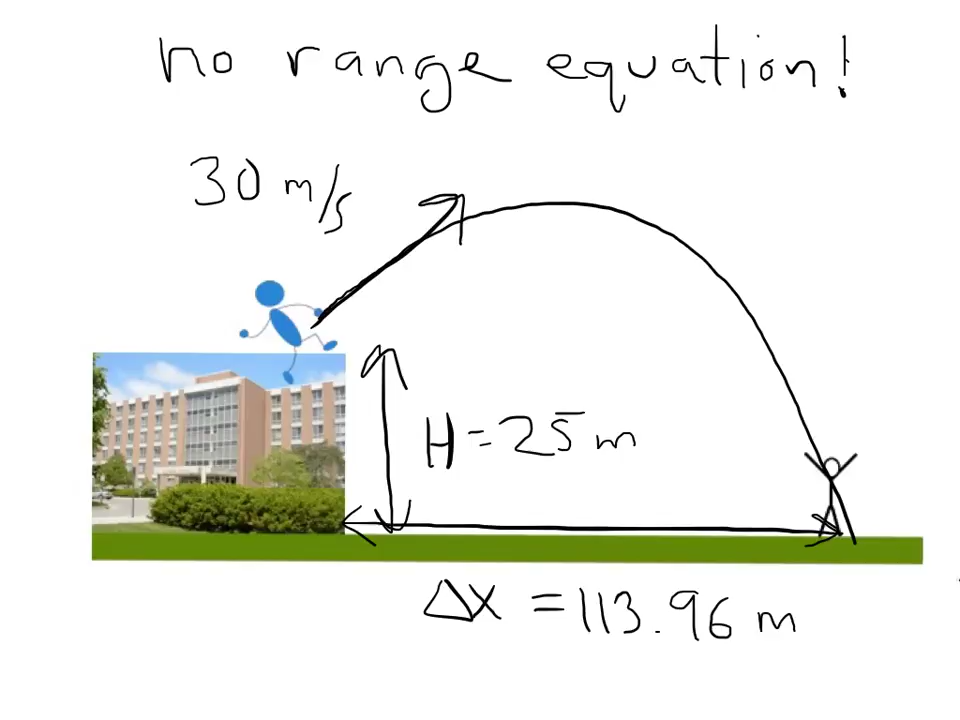 no range equation!
30 m/s
H = 25 m
Δx = 113.96 m